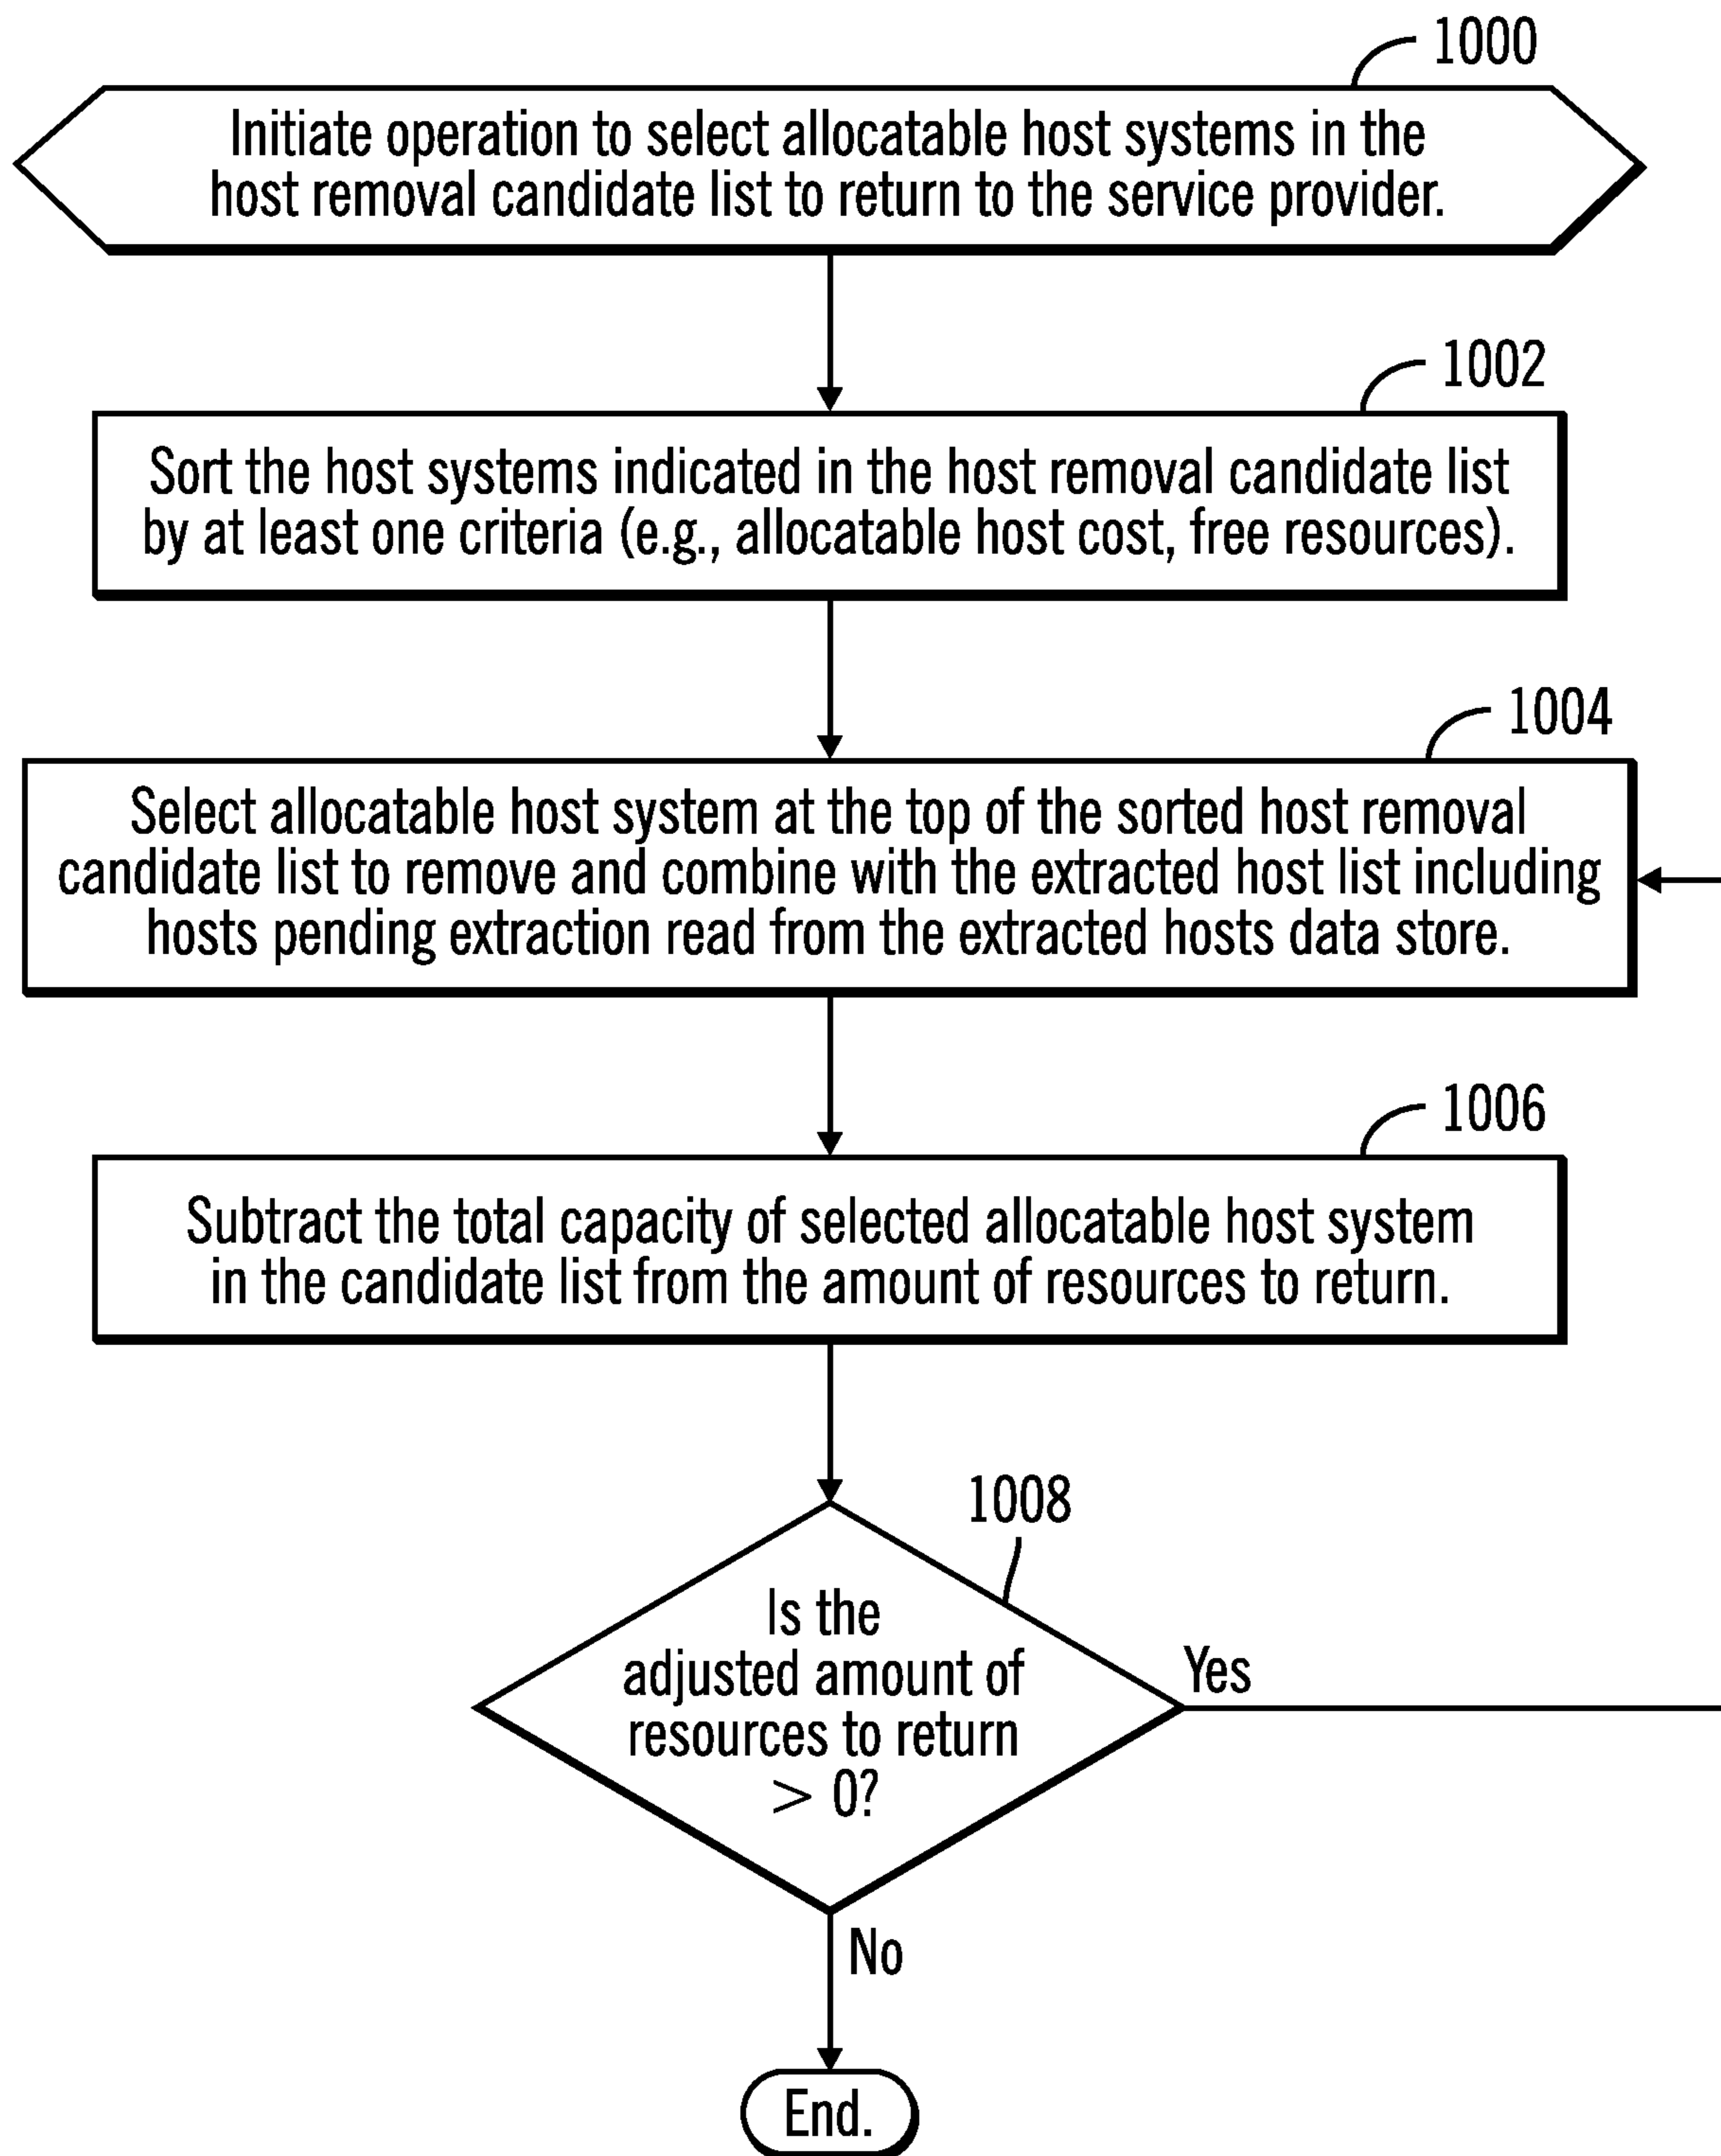 1000
Initiate operation to select allocatable host systems in the
host removal candidate list to return to the service provider.
1002
Sort the host systems indicated in the host removal candidate list
by at least one criteria (e.g., allocatable host cost, free resources).
1004
Select allocatable host system at the top of the sorted host removal
candidate list to remove and combine with the extracted host list including
hosts pending extraction read from the extracted hosts data store.
1006
Subtract the total capacity of selected allocatable host system
in the candidate list from the amount of resources to return.
1008
Is the
adjusted amount of
resources to return
> 0?
Yes
No
End.